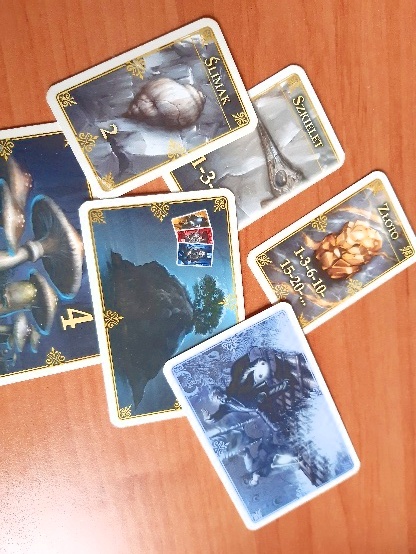 ŚLIMAK
2
SZKIELET
1-3-
ZŁOTO
1-3-6-10-
15-20-...
4